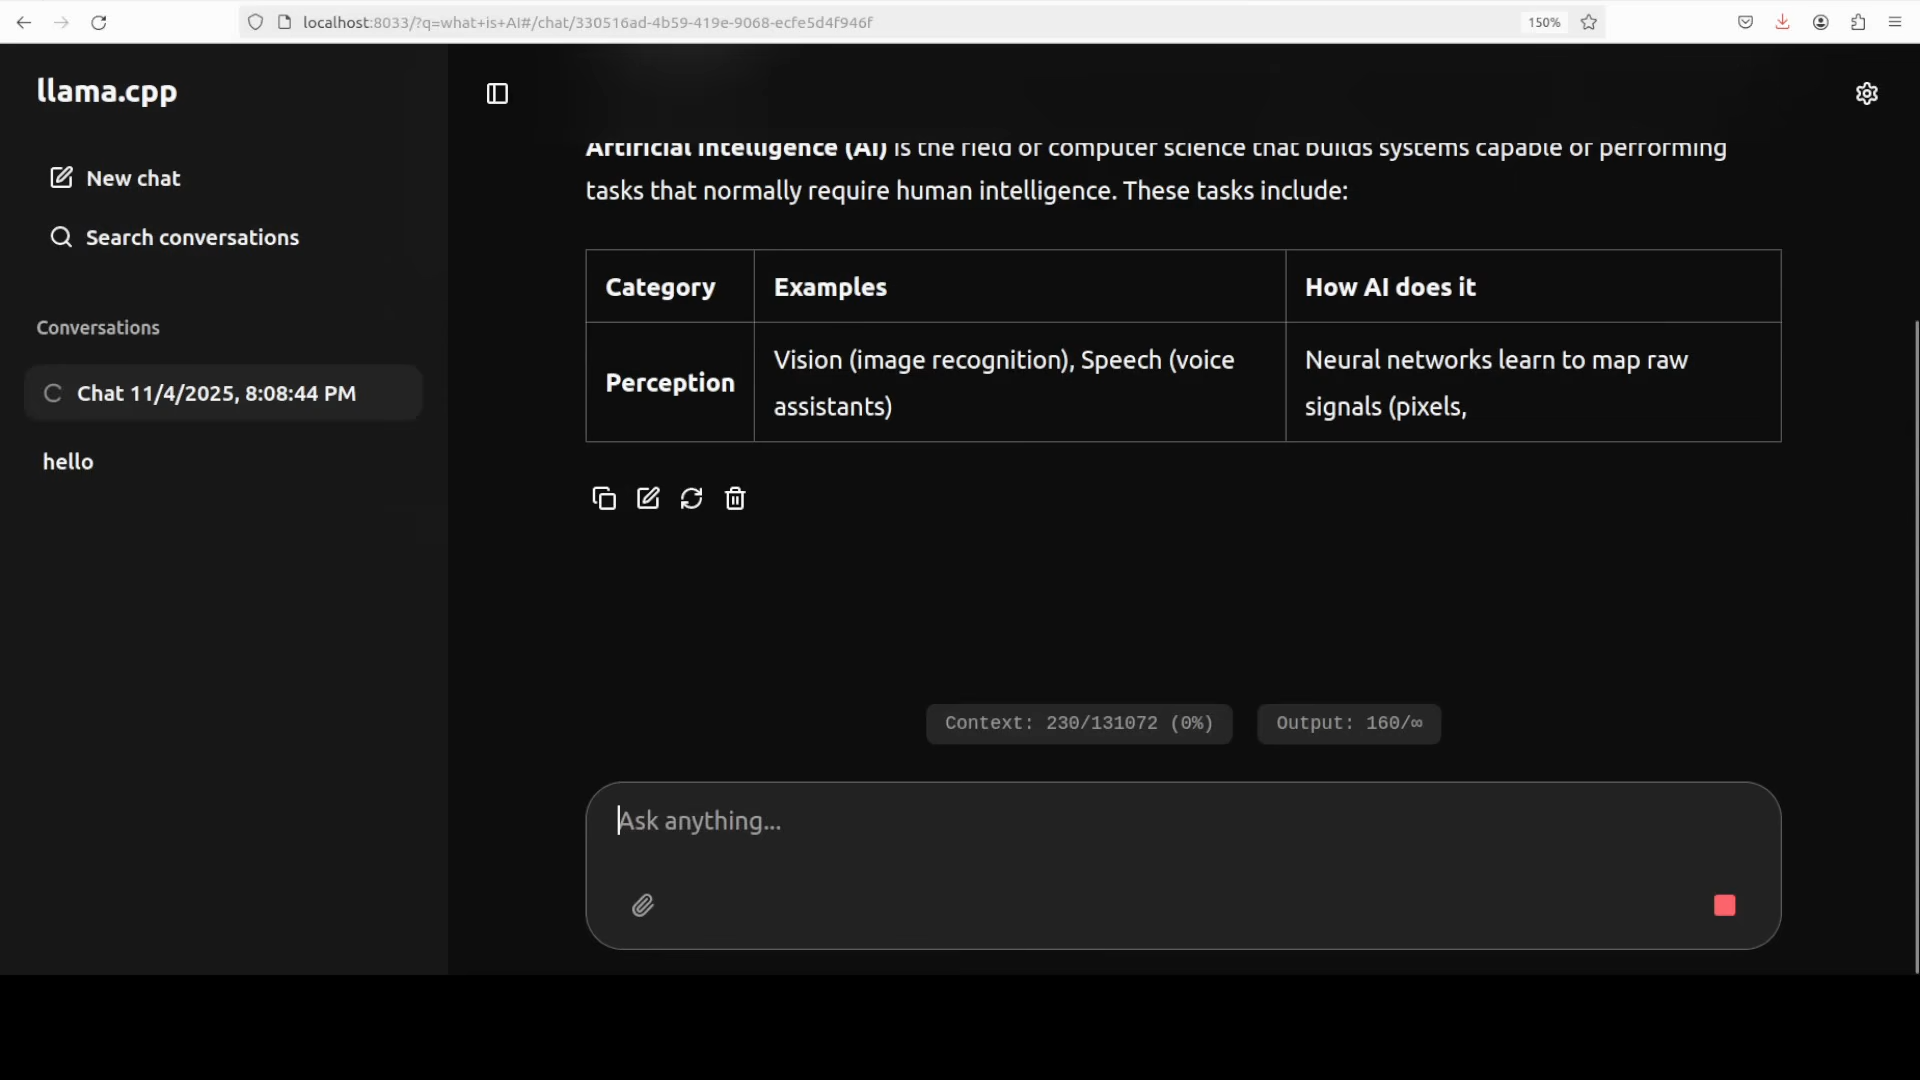 localhost:8033/?q=what+is+AI#/chat/330516ad-4b59-419e-9068-ecfe5d4f946f
150%
llama.cpp
New chat
Search conversations
Conversations
Chat 11/4/2025, 8:08:44 PM
hello
Artificial Intelligence (AI) is the field of computer science that builds systems capable of performing
tasks that normally require human intelligence. These tasks include:
Category Examples How AI does it
Perception Vision (image recognition), Speech (voice Neural networks learn to map raw
assistants) signals (pixels,
Context: 230/131072 (0%) Output: 160/∞
Ask anything...